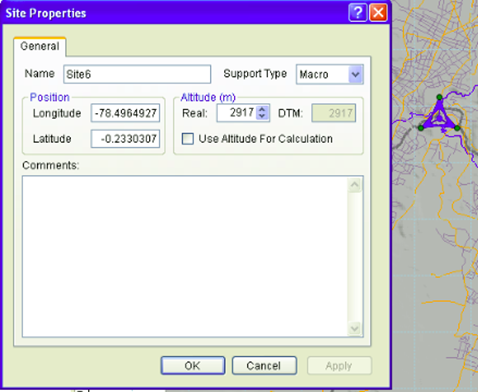 Site Properties
General
Name Site6 Support Type Macro
Position Altitude (m)
Longitude -78.4964927 Real: 2917 DTM: 2917
Latitude -0.2330307 Use Altitude For Calculation
Comments:
OK Cancel Apply